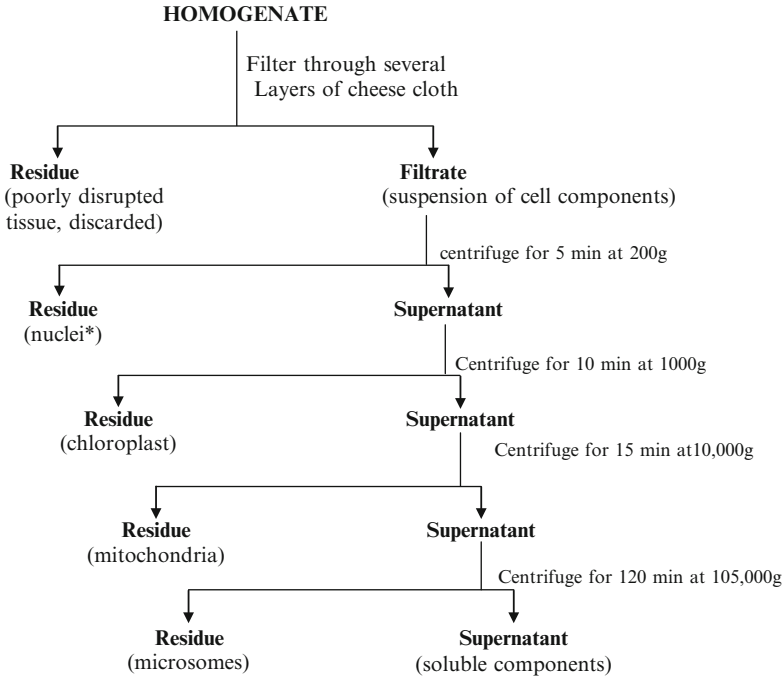 HOMOGENATE
Filter through several
Layers of cheese cloth
Residue
(poorly disrupted
tissue, discarded)
Filtrate
(suspension of cell components)
centrifuge for 5 min at 200g
Residue
(nuclei*)
Supernatant
Centrifuge for 10 min at 1000g
Residue
(chloroplast)
Supernatant
Centrifuge for 15 min at10,000g
Residue
(mitochondria)
Supernatant
Centrifuge for 120 min at 105,000g
Residue
(microsomes)
Supernatant
(soluble components)